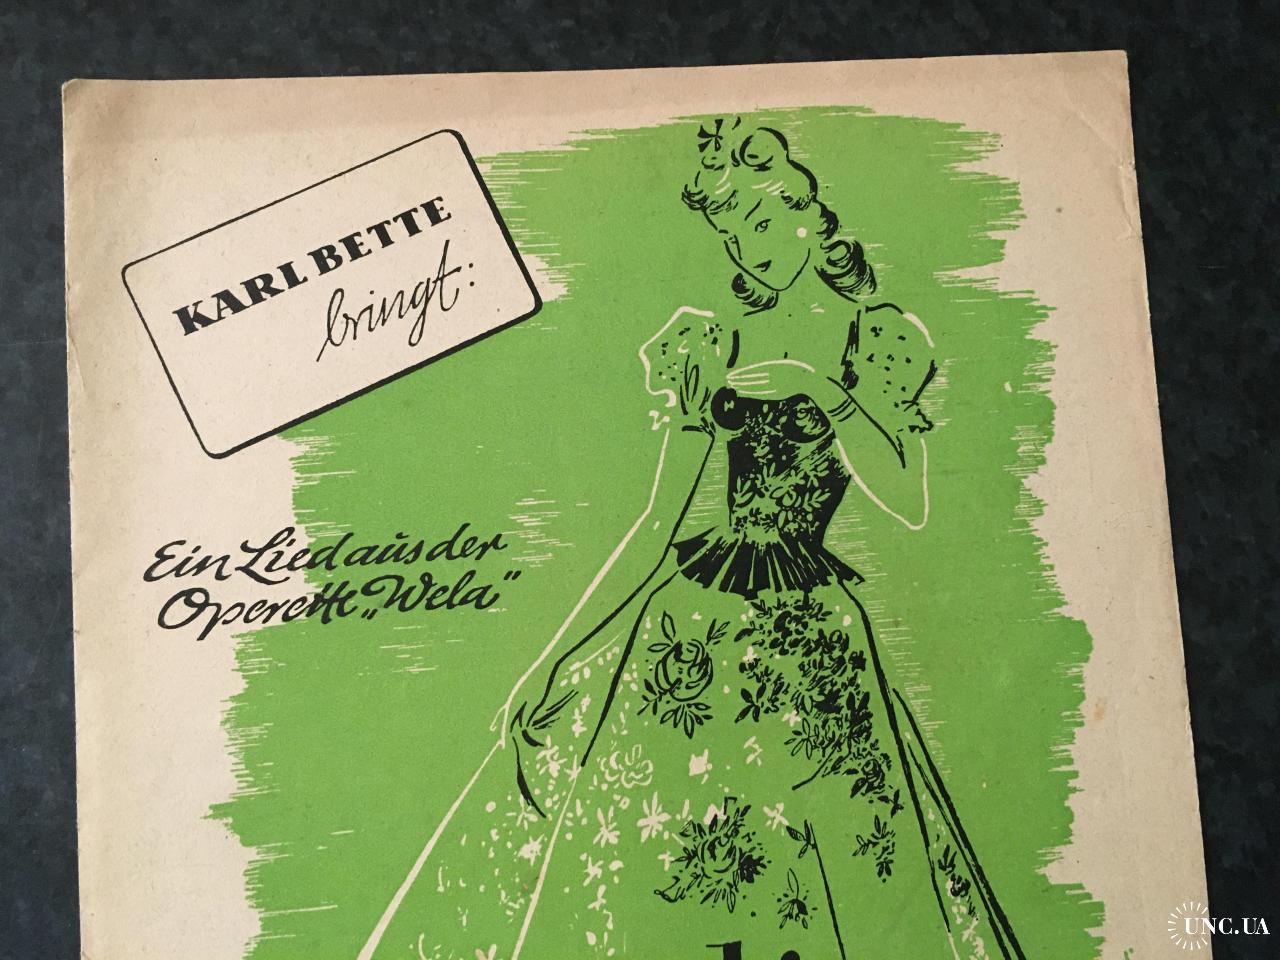 KARL BETTE
bringt:
Ein Lied aus der
Operette „Wela"
UNC.UA